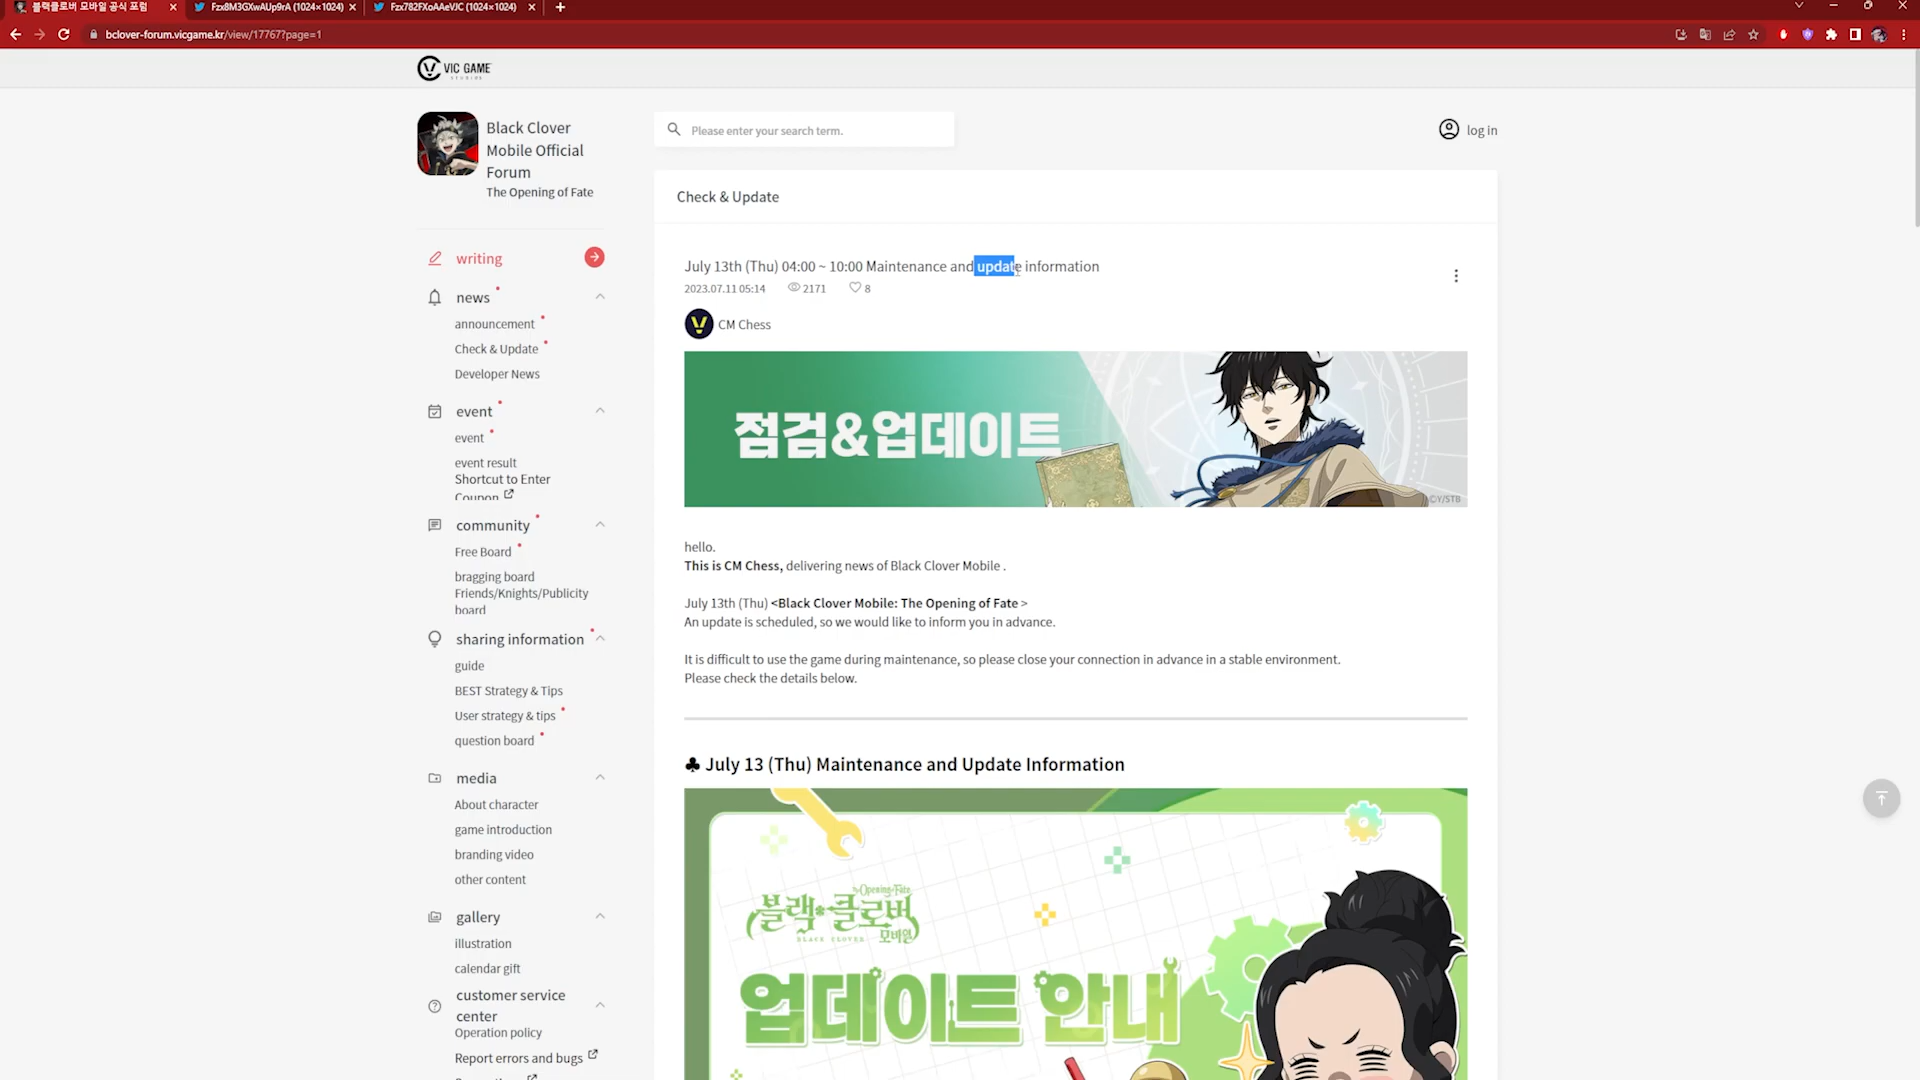 블랙클로버 모바일 공식 포럼
Fzx8M3GXwAUp9rA (1024×1024)
Fzx782FXoAAeVJC (1024×1024)
bclover-forum.vicgame.kr/view/17767?page=1
VIC GAME
STUDIOS
Black Clover
Mobile Official
Forum
The Opening of Fate
Please enter your search term.
log in
writing
news
announcement
Check & Update
Developer News
event
event
event result
Shortcut to Enter
Coupon
community
Free Board
bragging board
Friends/Knights/Publicity
board
sharing information
guide
BEST Strategy & Tips
User strategy & tips
question board
media
About character
game introduction
branding video
other content
gallery
illustration
calendar gift
customer service
center
Operation policy
Report errors and bugs
Check & Update
July 13th (Thu) 04:00 ~ 10:00 Maintenance and update information
2023.07.11 05:14 2171 8
CM Chess
점검&업데이트
©Y/STB
hello.
This is CM Chess, delivering news of Black Clover Mobile .
July 13th (Thu) <Black Clover Mobile: The Opening of Fate >
An update is scheduled, so we would like to inform you in advance.
It is difficult to use the game during maintenance, so please close your connection in advance in a stable environment.
Please check the details below.
♣ July 13 (Thu) Maintenance and Update Information
The Opening of Fate
블랙클로버
BLACK CLOVER 모바일
업데이트 안내